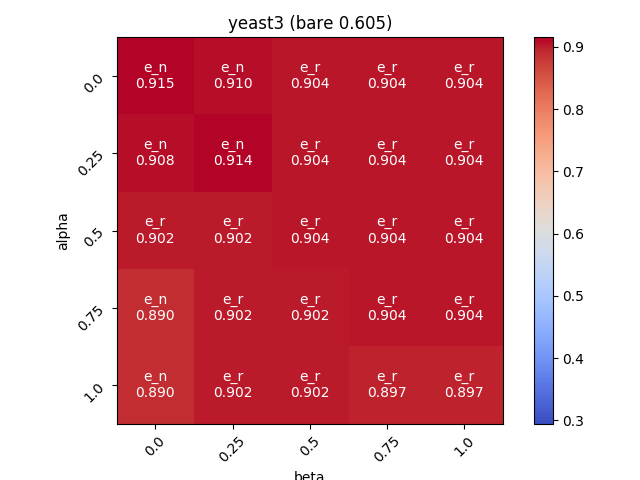 yeast3 (bare 0.605)
e_n e_n e_r e_r e_r
0.0 0.915 0.910 0.904 0.904 0.904
e_n e_n e_r e_r e_r
0.25 0.908 0.914 0.904 0.904 0.904
e_r e_r e_r e_r e_r
0.5 0.902 0.902 0.904 0.904 0.904
e_n e_r e_r e_r e_r
0.75 0.890 0.902 0.902 0.904 0.904
e_n e_r e_r e_r e_r
1.0 0.890 0.902 0.902 0.897 0.897
0.0 0.25 0.5 0.75 1.0
alpha
beta
0.9
0.8
0.7
0.6
0.5
0.4
0.3